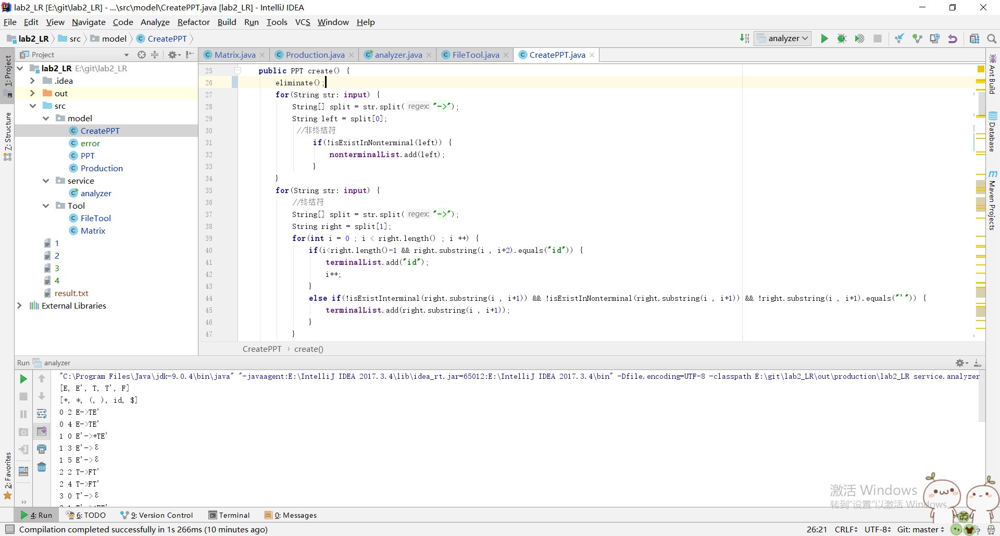 lab2_LR [E:\git\lab2_LR] - ...\src\model\CreatePPT.java [lab2_LR] - IntelliJ IDEA
File Edit View Navigate Code Analyze Refactor Build Run Tools VCS Window Help
lab2_LR src model CreatePPT
analyzer
Project
Matrix.java Production.java analyzer.java FileTool.java CreatePPT.java
1: Project
7: Structure
2: Favorites
Ant Build
Database
Maven Projects
lab2_LR E:\git\lab2_LR
.idea
out
src
model
CreatePPT
error
PPT
Production
service
analyzer
Tool
FileTool
Matrix
1
2
3
4
result.txt
External Libraries
25 public PPT create() {
26 eliminate();
27 for(String str: input) {
28 String[] split = str.split( regex: "->");
29 String left = split[0];
30 //非终结符
31 if(!isExistInNonterminal(left)) {
32 nonterminalList.add(left);
33 }
34 }
35 for(String str: input) {
36 //终结符
37 String[] split = str.split( regex: "->");
38 String right = split[1];
39 for(int i = 0 ; i < right.length() ; i ++) {
40 if(i<right.length()-1 && right.substring(i , i+2).equals("id")) {
41 terminalList.add("id");
42 i++;
43 }
44 else if(!isExistInterminal(right.substring(i , i+1)) && !isExistInNonterminal(right.substring(i , i+1)) && !right.substring(i , i+1).equals("'")) {
45 terminalList.add(right.substring(i , i+1));
46 }
47 }
CreatePPT › create()
Run analyzer
"C:\Program Files\Java\jdk-9.0.4\bin\java" "-javaagent:E:\IntelliJ IDEA 2017.3.4\lib\idea_rt.jar=65012:E:\IntelliJ IDEA 2017.3.4\bin" -Dfile.encoding=UTF-8 -classpath E:\git\lab2_LR\out\production\lab2_LR service.analyzer
[E, E', T, T', F]
[+, *, (, ), id, $]
0 2 E->TE'
0 4 E->TE'
1 0 E'->+TE'
1 3 E'->ε
1 5 E'->ε
2 2 T->FT'
2 4 T->FT'
3 0 T'->ε
激活 Windows
转到"设置"以激活 Windows。
4: Run 6: TODO 9: Version Control Terminal 0: Messages
Compilation completed successfully in 1s 266ms (10 minutes ago)
26:21 CRLF UTF-8 Git: master